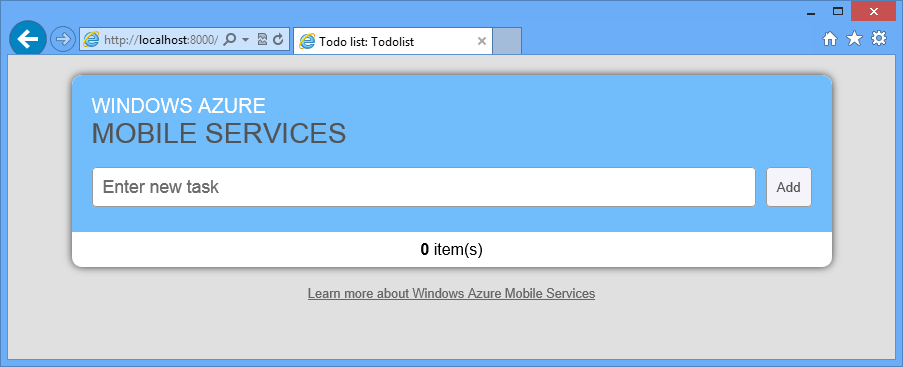 http://localhost:8000/
Todo list: Todolist
WINDOWS AZURE
MOBILE SERVICES
Enter new task
Add
0 item(s)
Learn more about Windows Azure Mobile Services